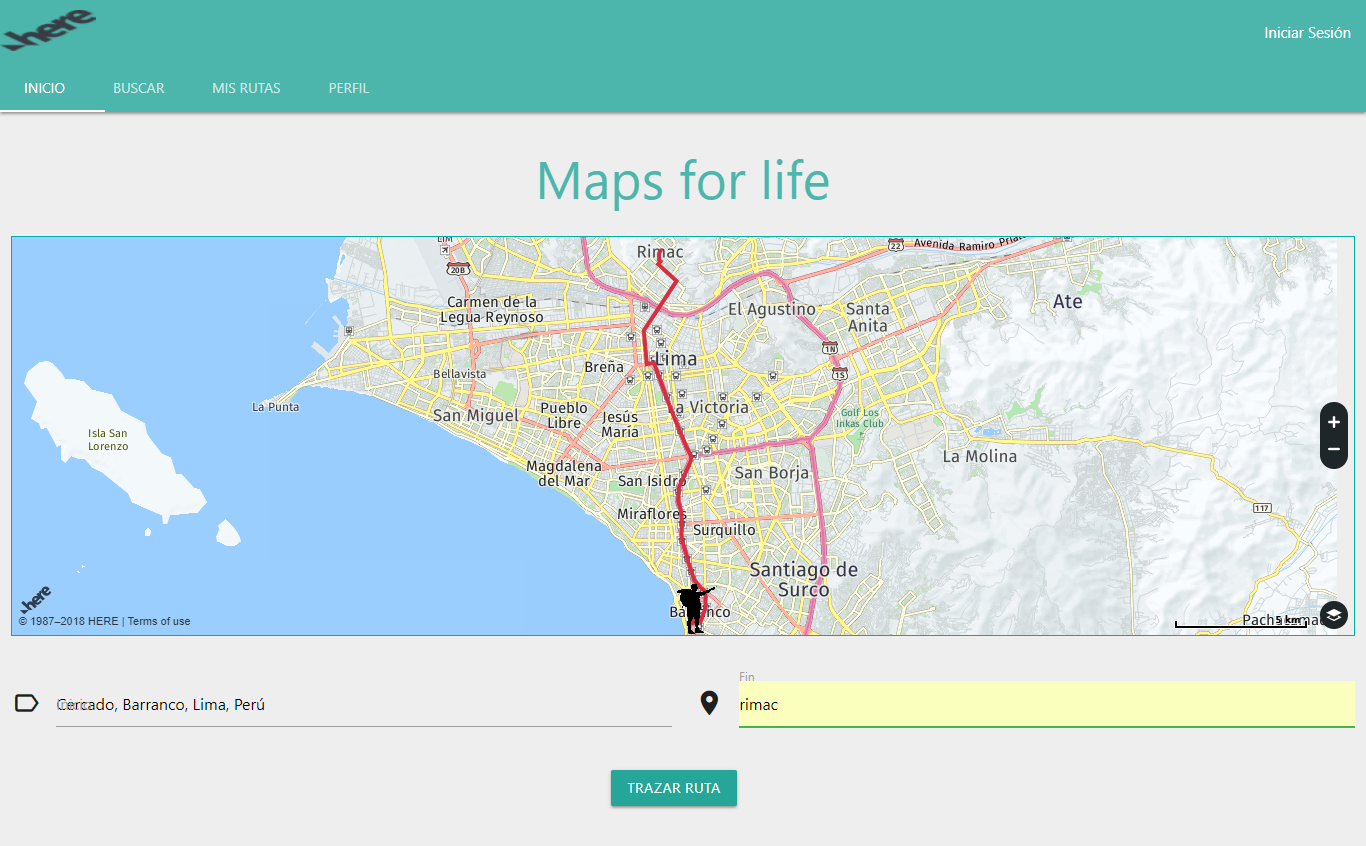 here
Iniciar Sesión
INICIO
BUSCAR
MIS RUTAS
PERFIL
Maps for life
LIM
Rimac
22
Avenida Ramiro
20B
Carmen de la
Legua Reynoso
El Agustino
Santa
Anita
Ate
1N
Lima
Breña
Bellavista
1S
La Punta
San Miguel
Pueblo
Libre
Jesús
María
La Victoria
Golf Los
Inkas Club
Isla San
Lorenzo
La Molina
Magdalena
del Mar
San Isidro
San Borja
117
Miraflores
Surquillo
Santiago de
Surco
here
Barranco
© 1987–2018 HERE | Terms of use
5 km
Fin
Barranco, Lima, Perú
rimac
TRAZAR RUTA